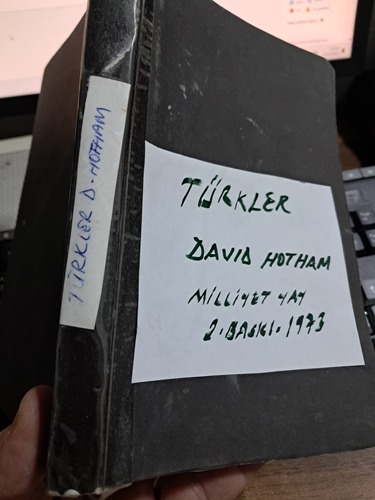 TÜRKLER D. HOTHAM
TÜRKLER
DAVID HOTHAM
MİLLİYET YAY
2. BASKI. 1973